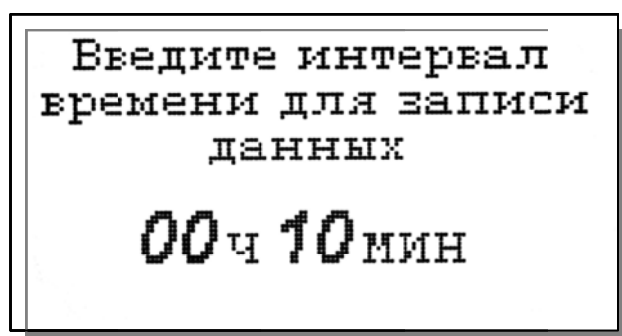 Введите интервал
времени для записи
данных
00ч 10мин